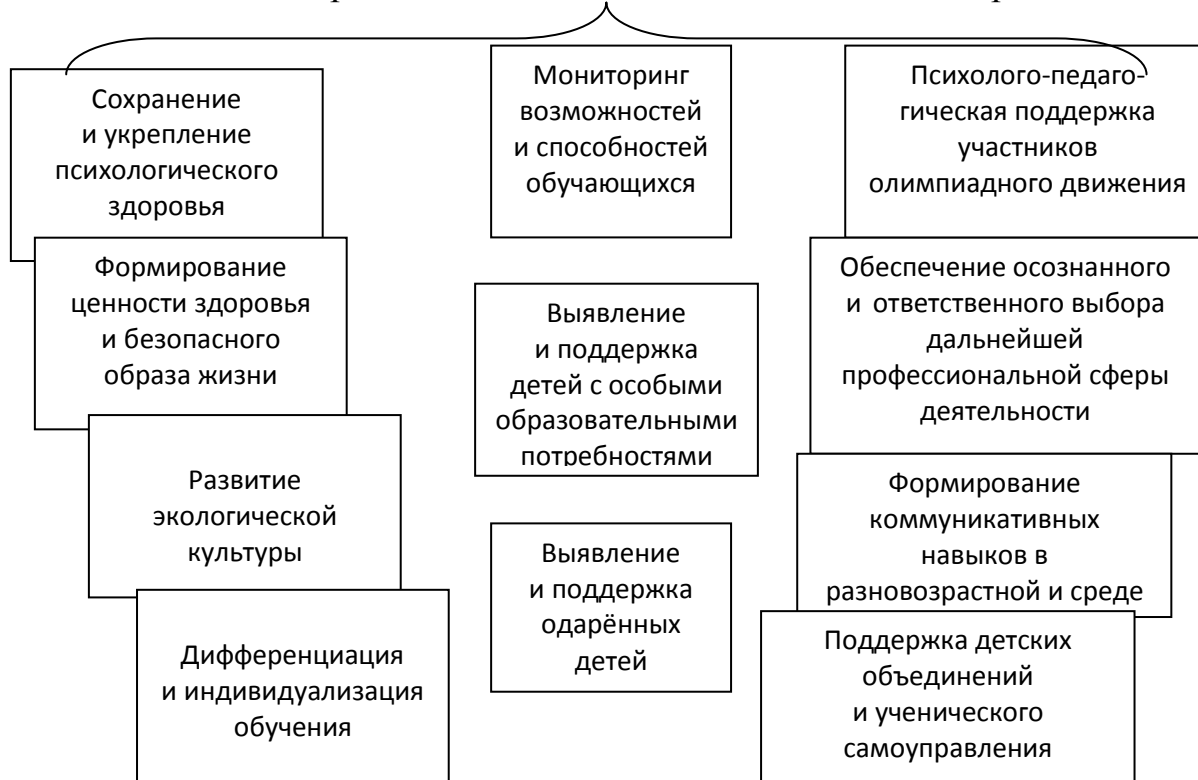 Сохранение
и укрепление
психологического
здоровья
Формирование
ценности здоровья
и безопасного
образа жизни
Развитие
экологической
культуры
Дифференциация
и индивидуализация
обучения
Мониторинг
возможностей
и способностей
обучающихся
Выявление
и поддержка
детей с особыми
образовательными
потребностями
Выявление
и поддержка
одарённых
детей
Психолого-педаго-
гическая поддержка
участников
олимпиадного движения
Обеспечение осознанного
и ответственного выбора
дальнейшей
профессиональной сферы
деятельности
Формирование
коммуникативных
навыков в
разновозрастной и среде
Поддержка детских
объединений
и ученического
самоуправления